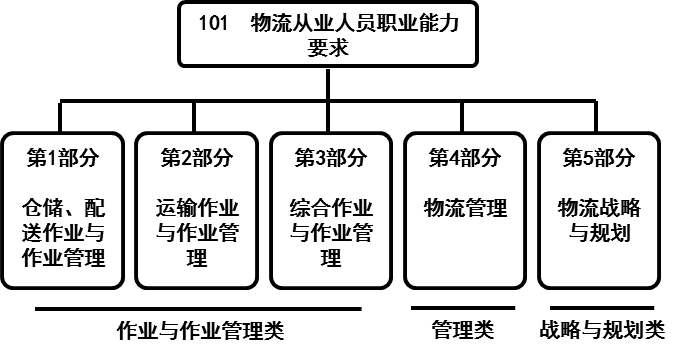 101 物流从业人员职业能力
要求
第1部分
仓储、配
送作业与
作业管理
第2部分
运输作业
与作业管
理
第3部分
综合作业
与作业管
理
第4部分
物流管理
第5部分
物流战略
与规划
作业与作业管理类
管理类
战略与规划类